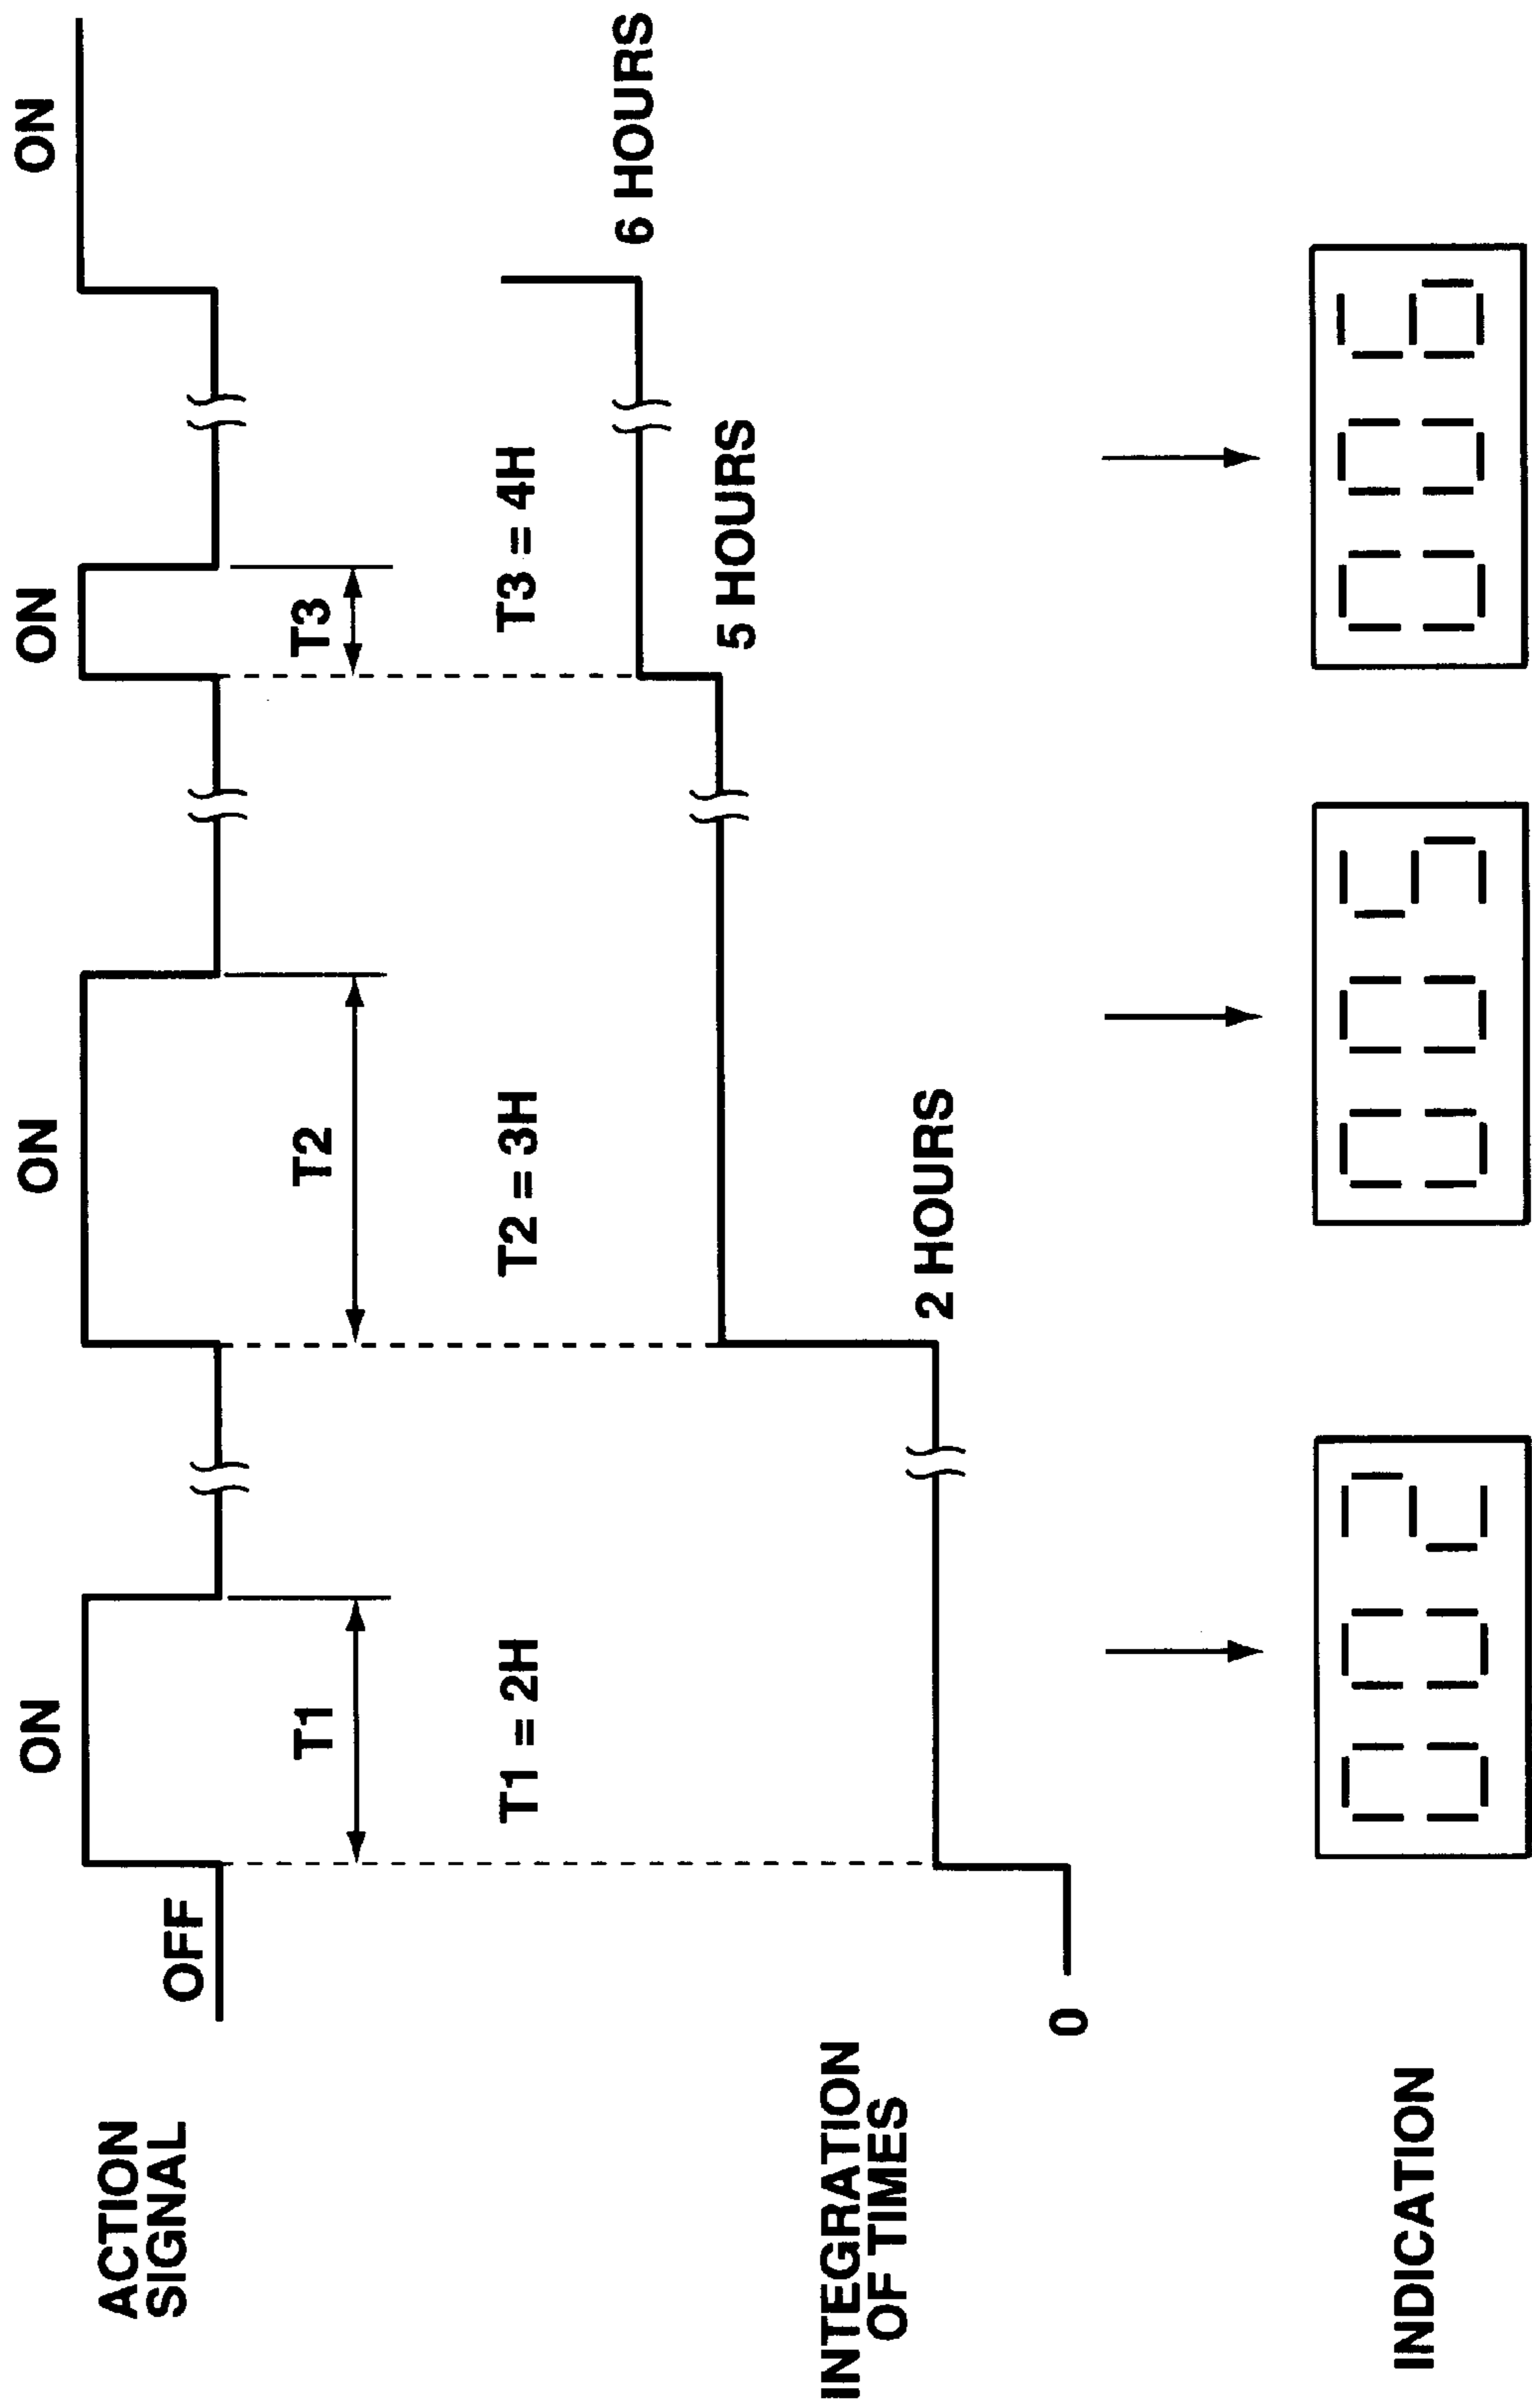 ACTION
SIGNAL
OFF
ON
ON
ON
ON
T1
T2
T3
T1 = 2H
T2 = 3H
T3 = 4H
INTEGRATION
OF TIMES
0
2 HOURS
5 HOURS
6 HOURS
INDICATION
002
005
006